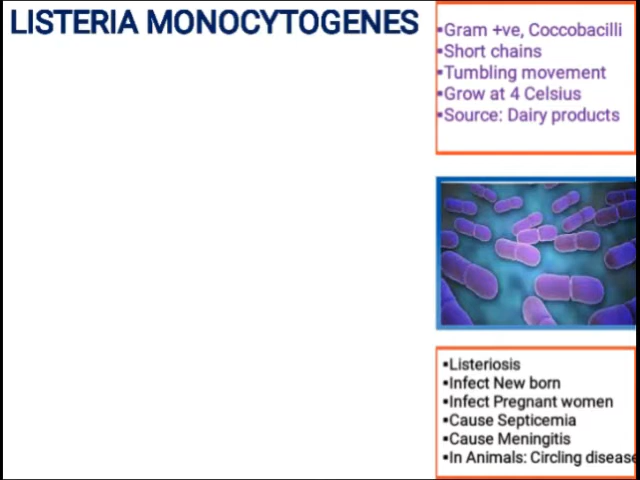 LISTERIA MONOCYTOGENES
▪Gram +ve, Coccobacilli
▪Short chains
▪Tumbling movement
▪Grow at 4 Celsius
▪Source: Dairy products
▪Listeriosis
▪Infect New born
▪Infect Pregnant women
▪Cause Septicemia
▪Cause Meningitis
▪In Animals: Circling disease